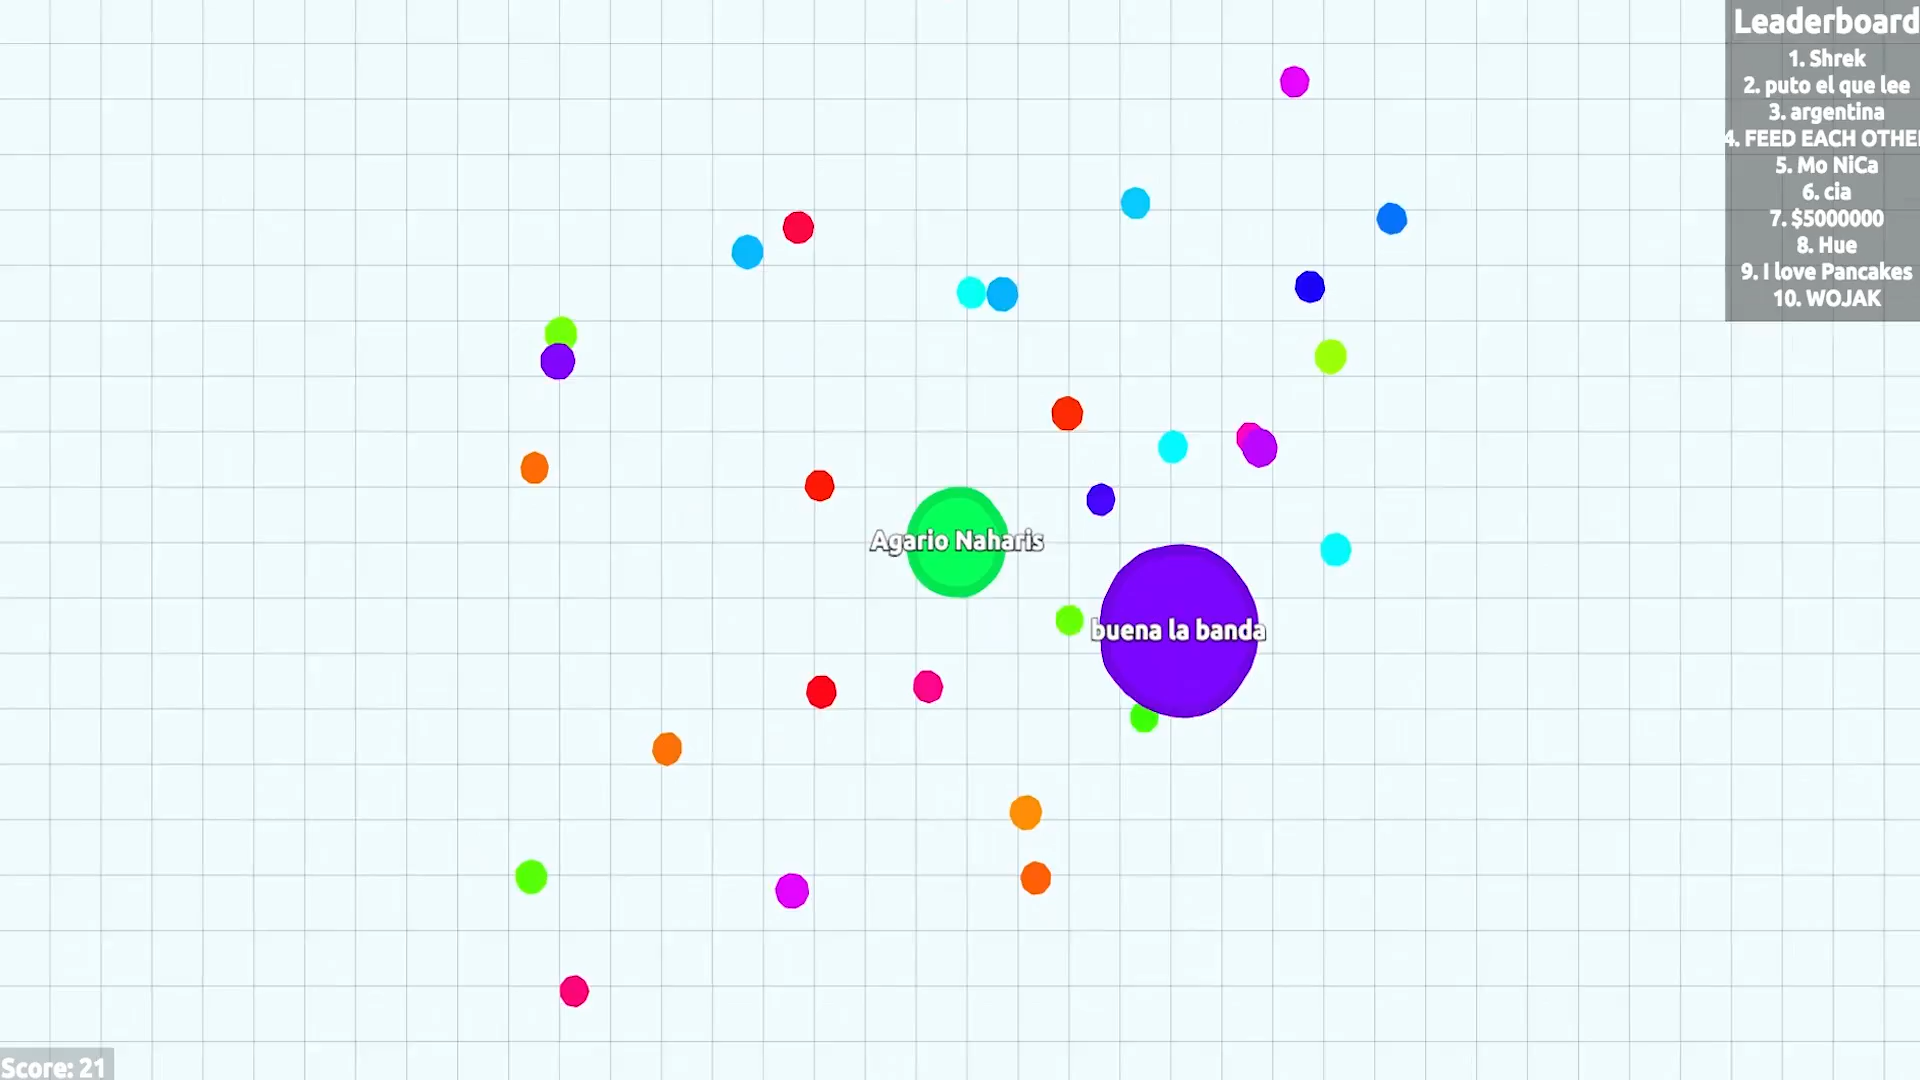 Leaderboard
1. Shrek
2. puto el que lee
3. argentina
4. FEED EACH OTHER
5. Mo NiCa
6. cia
7. $5000000
8. Hue
9. I love Pancakes
10. WOJAK
Agario Naharis
buena la banda
Score: 21